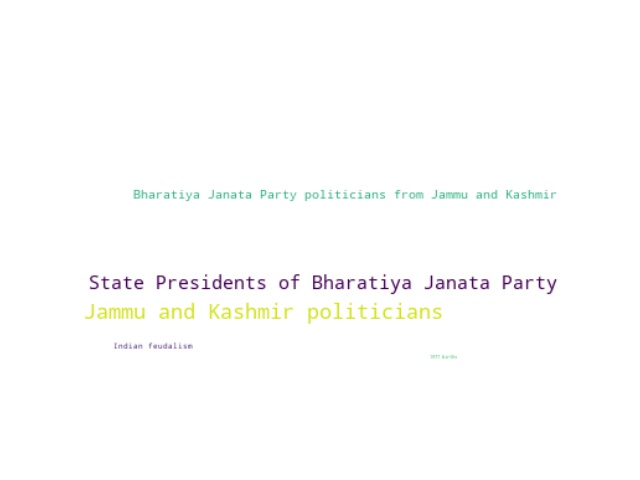 Bharatiya Janata Party politicians from Jammu and Kashmir
State Presidents of Bharatiya Janata Party
Jammu and Kashmir politicians
Indian feudalism